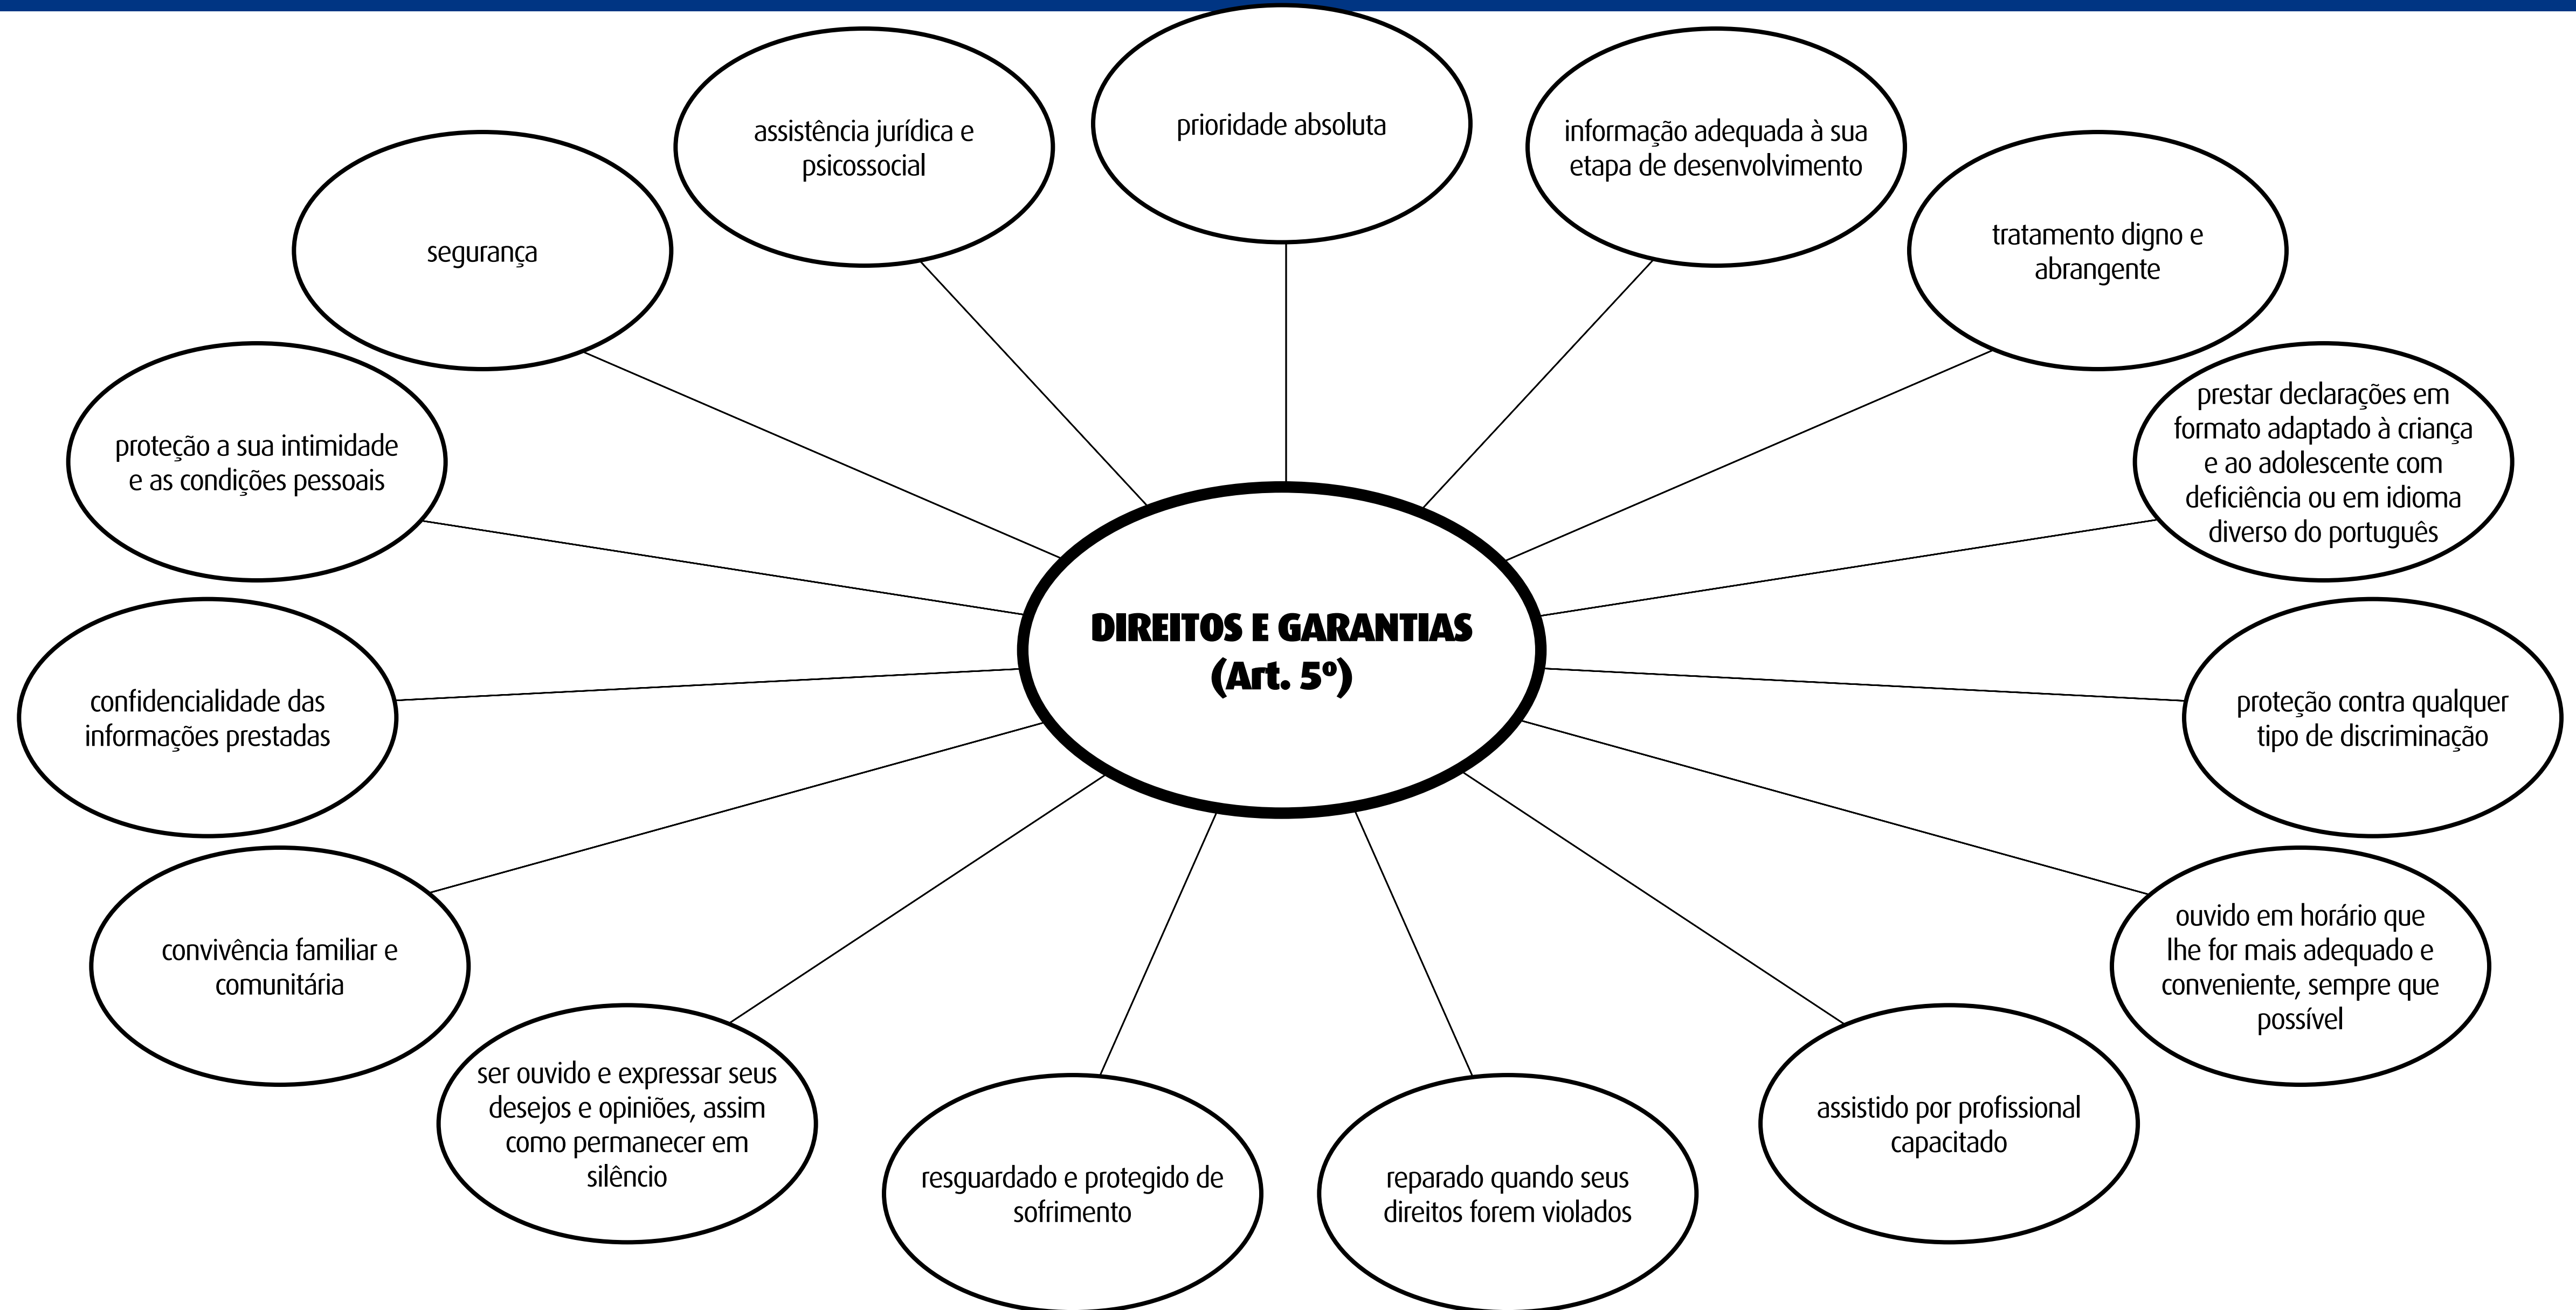 prioridade absoluta
informação adequada à sua
etapa de desenvolvimento
tratamento digno e
abrangente
prestar declarações em
formato adaptado à criança
e ao adolescente com
deficiência ou em idioma
diverso do português
proteção contra qualquer
tipo de discriminação
ouvido em horário que
lhe for mais adequado e
conveniente, sempre que
possível
assistido por profissional
capacitado
reparado quando seus
direitos forem violados
resguardado e protegido de
sofrimento
ser ouvido e expressar seus
desejos e opiniões, assim
como permanecer em
silêncio
convivência familiar e
comunitária
confidencialidade das
informações prestadas
proteção a sua intimidade
e as condições pessoais
segurança
assistência jurídica e
psicossocial
DIREITOS E GARANTIAS
(Art. 5º)